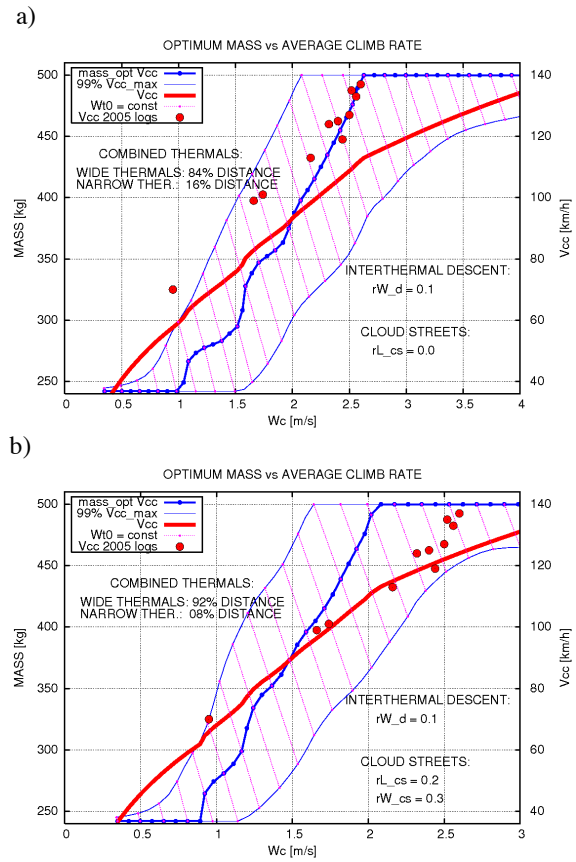 a)
OPTIMUM MASS vs AVERAGE CLIMB RATE
mass_opt Vcc
99% Vcc_max
Vcc
Wt0 = const
Vcc 2005 logs
COMBINED THERMALS:
WIDE THERMALS: 84% DISTANCE
NARROW THER.: 16% DISTANCE
INTERTHERMAL DESCENT:
rW_d = 0.1
CLOUD STREETS:
rL_cs = 0.0
MASS [kg]
500
450
400
350
300
250
Vcc [km/h]
140
120
100
80
60
40
0 0.5 1 1.5 2 2.5 3 3.5 4
Wc [m/s]
b)
OPTIMUM MASS vs AVERAGE CLIMB RATE
mass_opt Vcc
99% Vcc_max
Vcc
Wt0 = const
Vcc 2005 logs
COMBINED THERMALS:
WIDE THERMALS: 92% DISTANCE
NARROW THER.: 08% DISTANCE
INTERTHERMAL DESCENT:
rW_d = 0.1
CLOUD STREETS:
rL_cs = 0.2
rW_cs = 0.3
MASS [kg]
500
450
400
350
300
250
Vcc [km/h]
140
120
100
80
60
40
0 0.5 1 1.5 2 2.5 3
Wc [m/s]